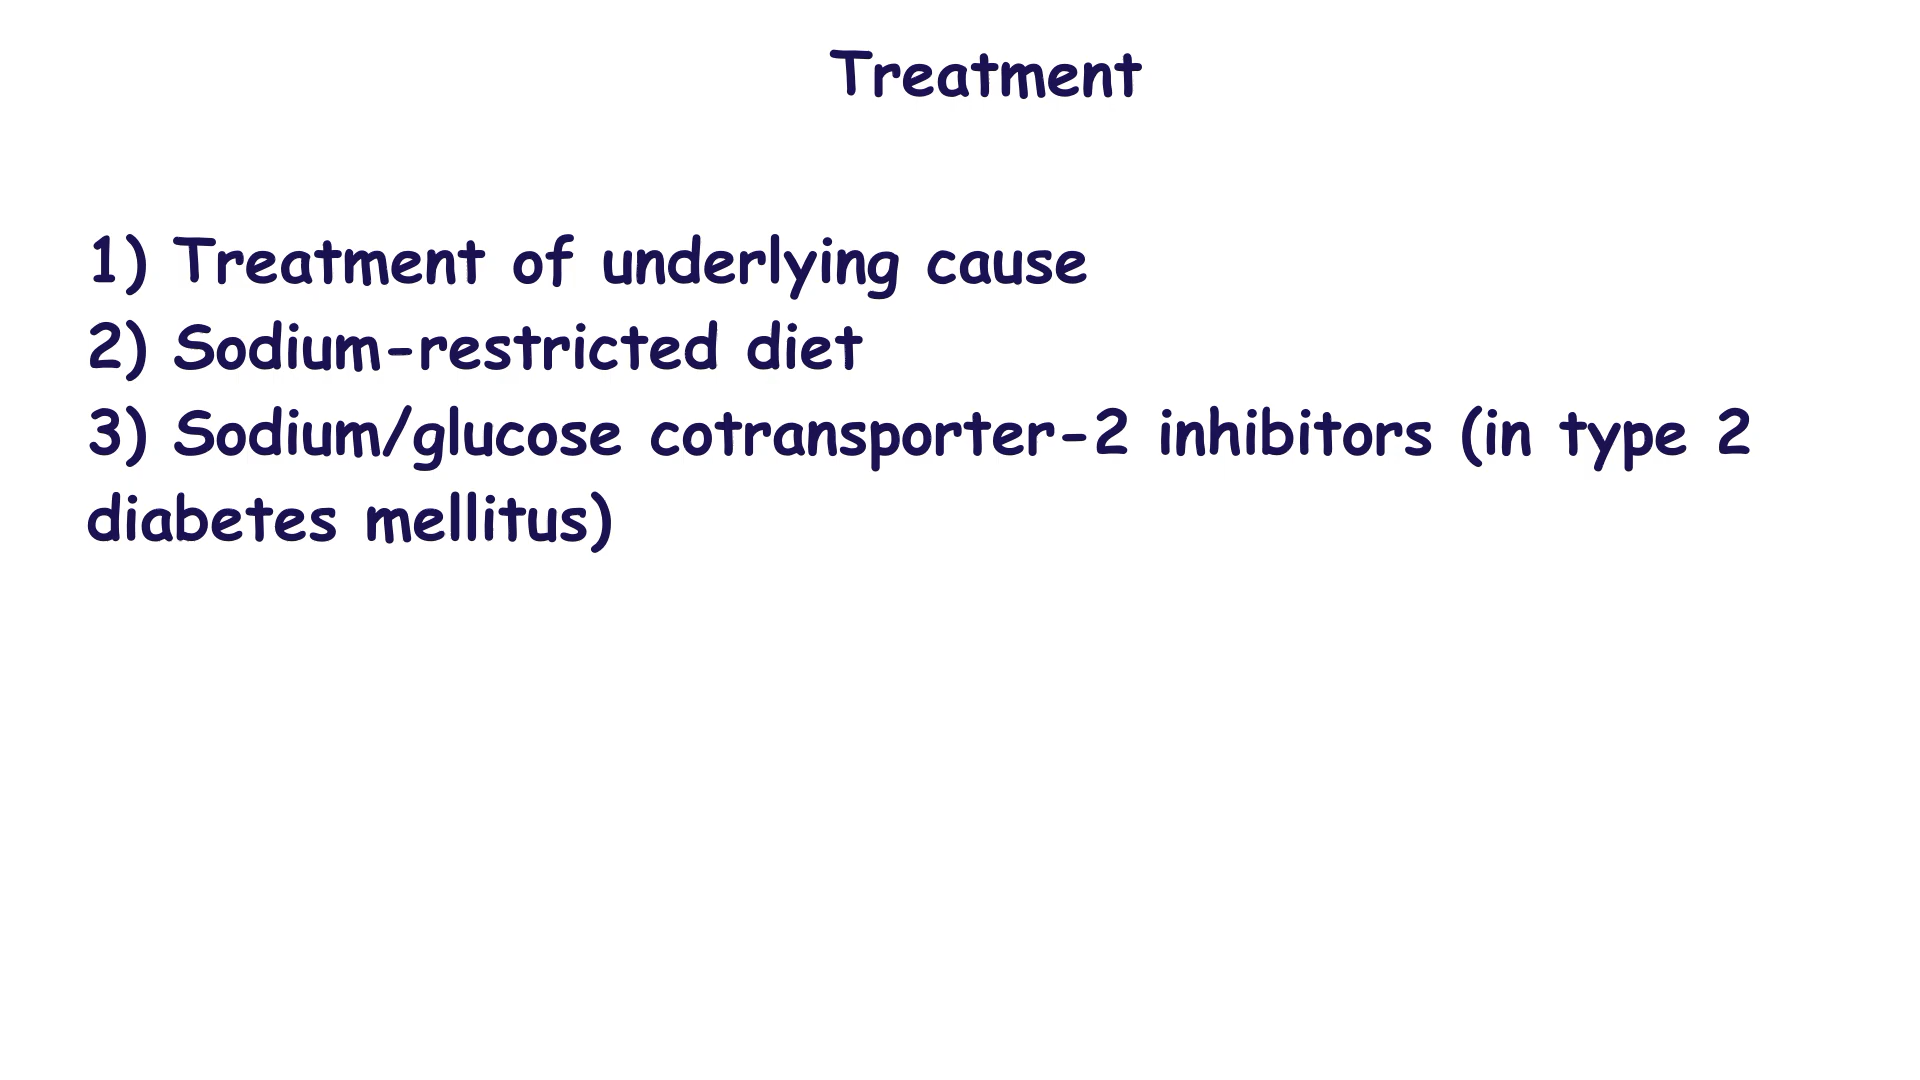 Treatment
1) Treatment of underlying cause
2) Sodium-restricted diet
3) Sodium/glucose cotransporter-2 inhibitors (in type 2
diabetes mellitus)